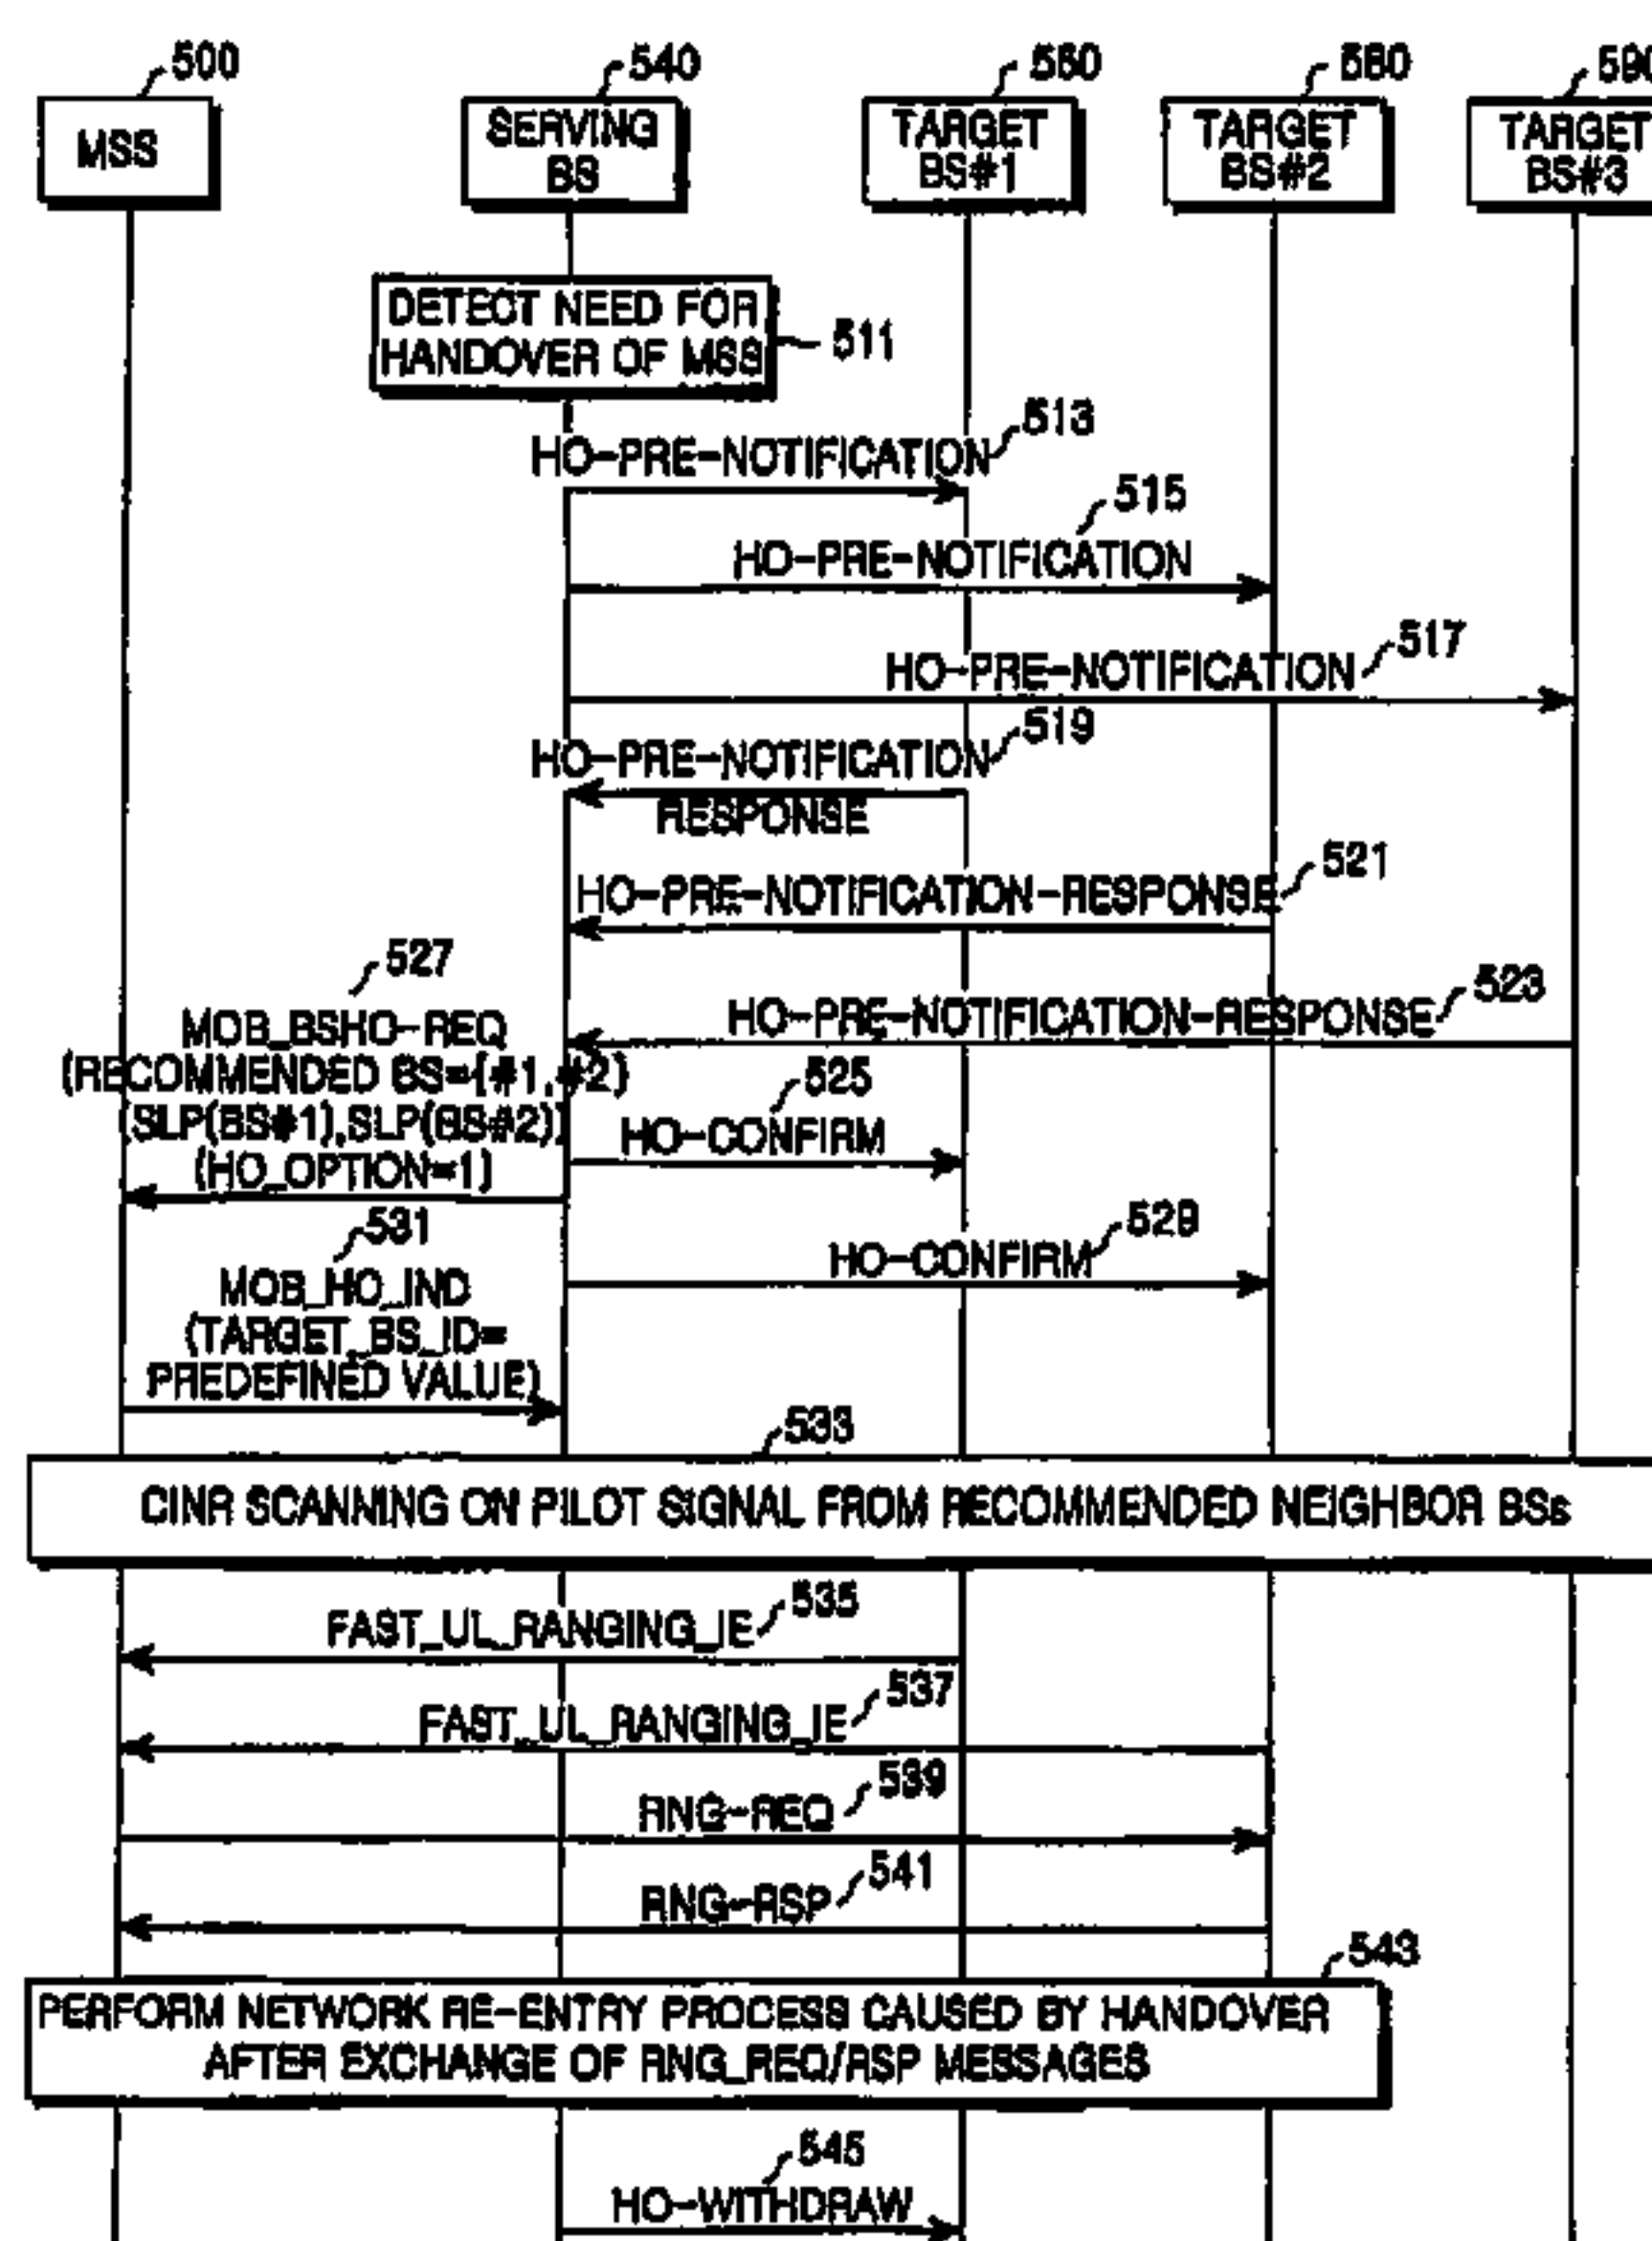 500
540
560
580
590
MSS
SERVING
BS
TARGET
BS#1
TARGET
BS#2
TARGET
BS#3
DETECT NEED FOR
HANDOVER OF MSS
511
HO-PRE-NOTIFICATION
513
HO-PRE-NOTIFICATION
515
HO-PRE-NOTIFICATION
517
HO-PRE-NOTIFICATION
RESPONSE
519
HO-PRE-NOTIFICATION-RESPONSE
521
HO-PRE-NOTIFICATION-RESPONSE
523
527
MOB_BSHO-REQ
(RECOMMENDED BS={#1,#2)
(SLP(BS#1),SLP(BS#2))
(HO_OPTION=1)
525
HO-CONFIRM
529
HO-CONFIRM
531
MOB_HO_IND
(TARGET_BS_ID=
PREDEFINED VALUE)
533
CINR SCANNING ON PILOT SIGNAL FROM RECOMMENDED NEIGHBOR BSs
FAST_UL_RANGING_IE
535
FAST_UL_RANGING_IE
537
RNG-REQ
539
RNG-RSP
541
543
PERFORM NETWORK RE-ENTRY PROCESS CAUSED BY HANDOVER
AFTER EXCHANGE OF RNG_REQ/RSP MESSAGES
545
HO-WITHDRAW